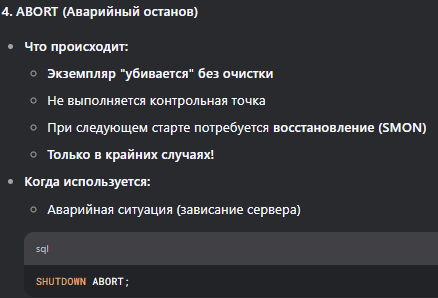 4. ABORT (Аварийный останов)
Что происходит:
Экземпляр "убивается" без очистки
Не выполняется контрольная точка
При следующем старте потребуется восстановление (SMON)
Только в крайних случаях!
Когда используется:
Аварийная ситуация (зависание сервера)
sql
SHUTDOWN ABORT;